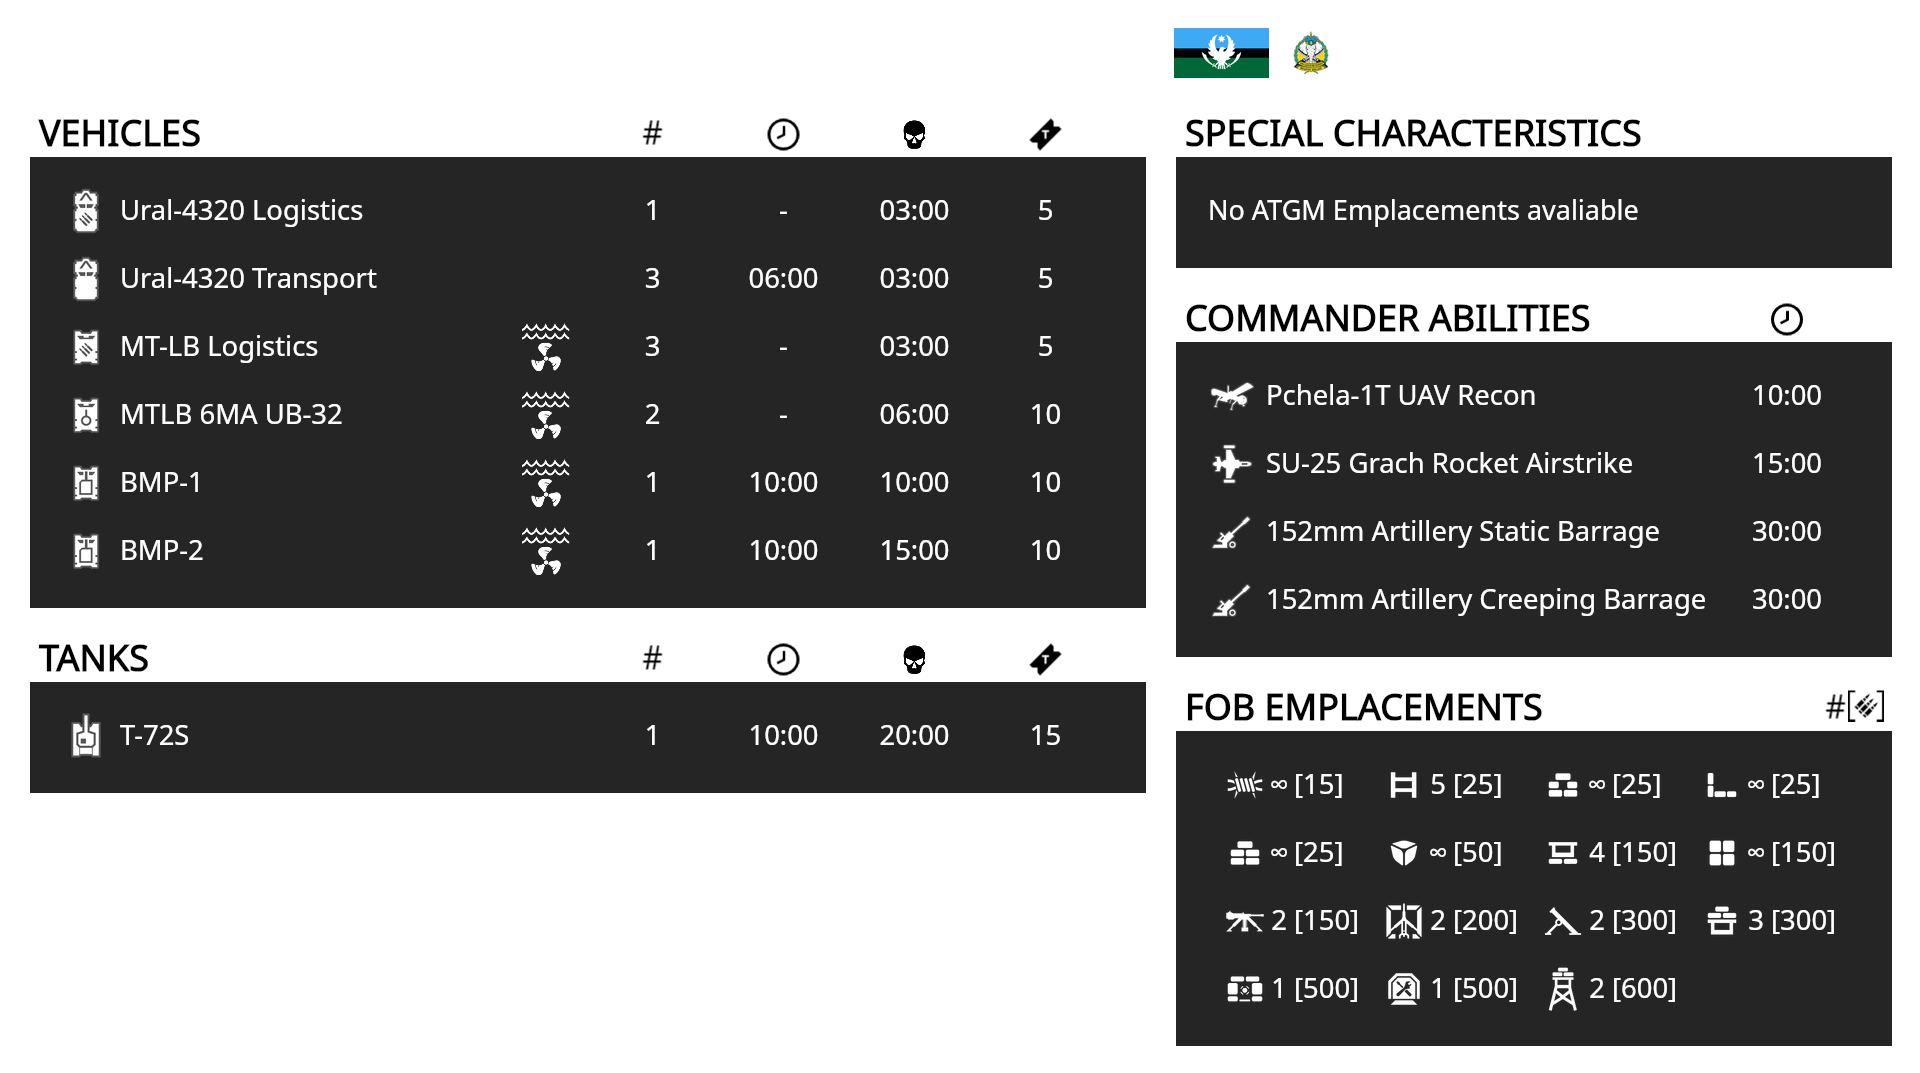 VEHICLES #
Ural-4320 Logistics 1 - 03:00 5
Ural-4320 Transport 3 06:00 03:00 5
MT-LB Logistics 3 - 03:00 5
MTLB 6MA UB-32 2 - 06:00 10
BMP-1 1 10:00 10:00 10
BMP-2 1 10:00 15:00 10
TANKS #
T-72S 1 10:00 20:00 15
SPECIAL CHARACTERISTICS
No ATGM Emplacements avaliable
COMMANDER ABILITIES
Pchela-1T UAV Recon 10:00
SU-25 Grach Rocket Airstrike 15:00
152mm Artillery Static Barrage 30:00
152mm Artillery Creeping Barrage 30:00
FOB EMPLACEMENTS #[ ]
∞ [15] 5 [25] ∞ [25] ∞ [25]
∞ [25] ∞ [50] 4 [150] ∞ [150]
2 [150] 2 [200] 2 [300] 3 [300]
1 [500] 1 [500] 2 [600]